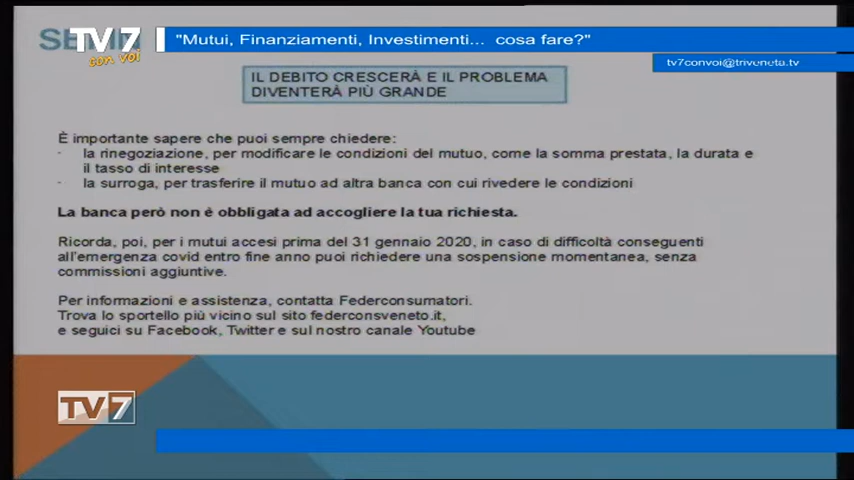 TV7
con voi
"Mutui, Finanziamenti, Investimenti... cosa fare?"
tv7convoi@triveneta.tv
IL DEBITO CRESCERÀ E IL PROBLEMA
DIVENTERÀ PIÙ GRANDE
È importante sapere che puoi sempre chiedere:
- la rinegoziazione, per modificare le condizioni del mutuo, come la somma prestata, la durata e
il tasso di interesse
- la surroga, per trasferire il mutuo ad altra banca con cui rivedere le condizioni
La banca però non è obbligata ad accogliere la tua richiesta.
Ricorda, poi, per i mutui accesi prima del 31 gennaio 2020, in caso di difficoltà conseguenti
all'emergenza covid entro fine anno puoi richiedere una sospensione momentanea, senza
commissioni aggiuntive.
Per informazioni e assistenza, contatta Federconsumatori.
Trova lo sportello più vicino sul sito federconsveneto.it,
e seguici su Facebook, Twitter e sul nostro canale Youtube
TV7